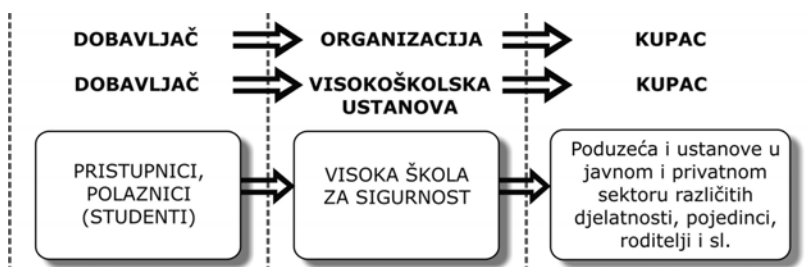 DOBAVLJAČ ORGANIZACIJA KUPAC
DOBAVLJAČ VISOKOŠKOLSKA USTANOVA KUPAC
PRISTUPNICI,
POLAZNICI
(STUDENTI)
VISOKA ŠKOLA
ZA SIGURNOST
Poduzeća i ustanove u
javnom i privatnom
sektoru različitih
djelatnosti, pojedinci,
roditelji i sl.